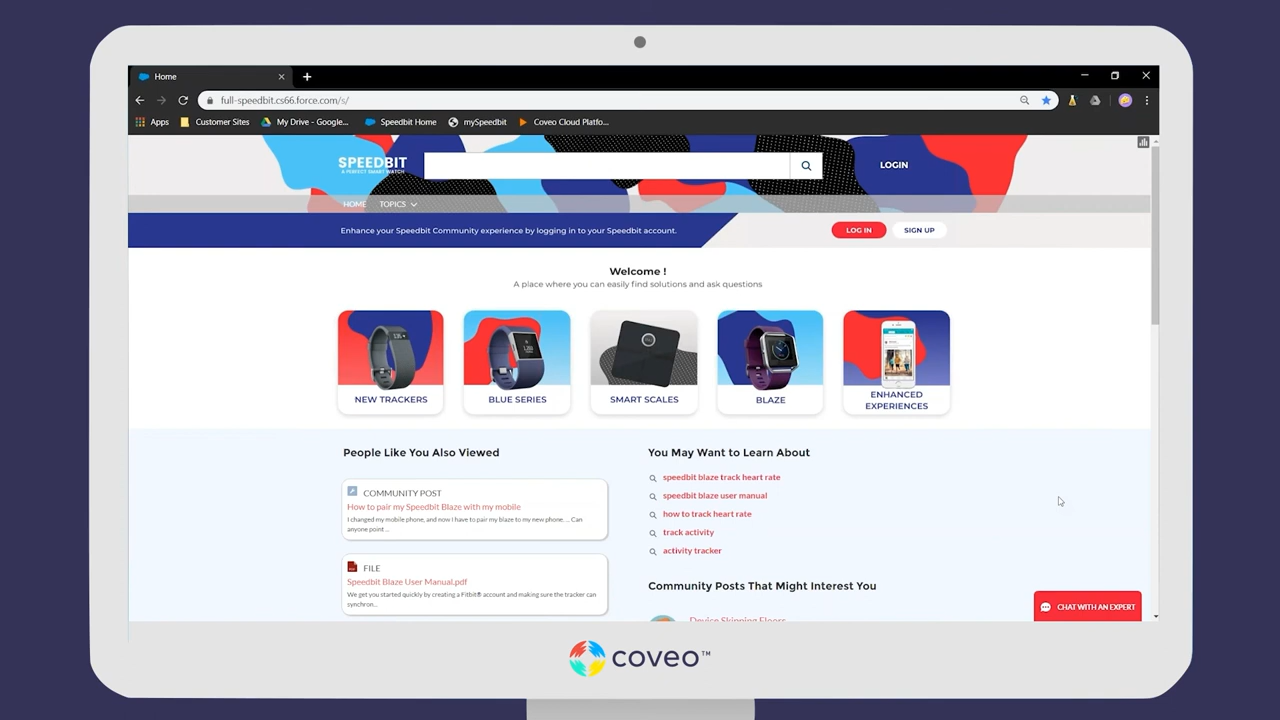 Home
full-speedbit.cs66.force.com/s/
Apps
Customer Sites
My Drive - Google...
Speedbit Home
mySpeedbit
Coveo Cloud Platfo...
SPEEDBIT
A PERFECT SMART WATCH
LOGIN
HOME
TOPICS
Enhance your Speedbit Community experience by logging in to your Speedbit account.
LOG IN
SIGN UP
Welcome !
A place where you can easily find solutions and ask questions
NEW TRACKERS
BLUE SERIES
SMART SCALES
BLAZE
ENHANCED
EXPERIENCES
People Like You Also Viewed
COMMUNITY POST
How to pair my Speedbit Blaze with my mobile
I changed my mobile phone, and now I have to pair my blaze to my new phone. ... Can
anyone point ...
FILE
Speedbit Blaze User Manual.pdf
We get you started quickly by creating a Fitbit® account and making sure the tracker can
synchron...
You May Want to Learn About
speedbit blaze track heart rate
speedbit blaze user manual
how to track heart rate
track activity
activity tracker
Community Posts That Might Interest You
Device Skipping Floors
CHAT WITH AN EXPERT
coveo™